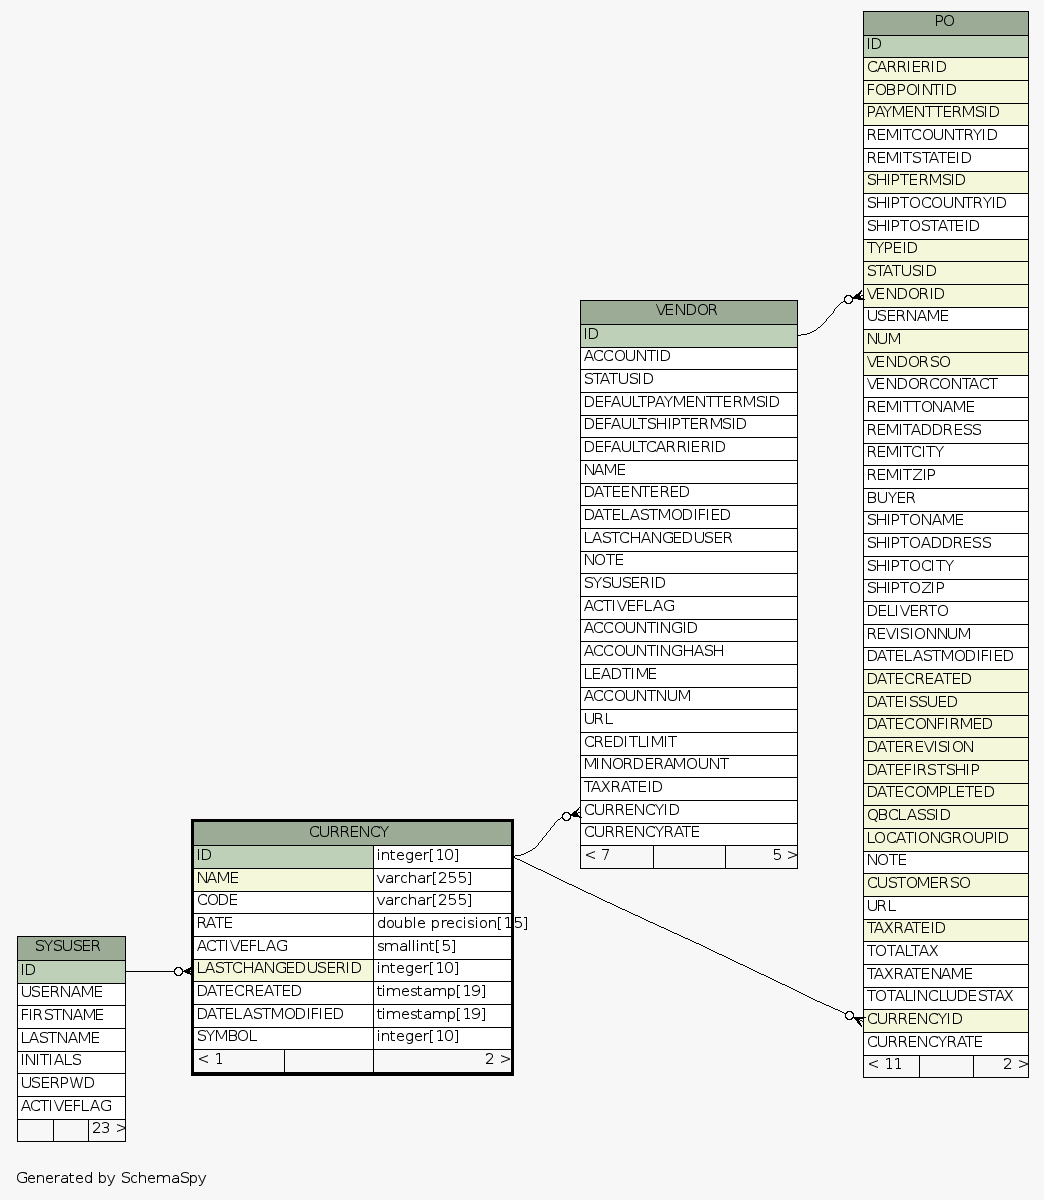 PO
ID
CARRIERID
FOBPOINTID
PAYMENTTERMSID
REMITCOUNTRYID
REMITSTATEID
SHIPTERMSID
SHIPTOCOUNTRYID
SHIPTOSTATEID
TYPEID
STATUSID
VENDORID
USERNAME
NUM
VENDORSO
VENDORCONTACT
REMITTONAME
REMITADDRESS
REMITCITY
REMITZIP
BUYER
SHIPTONAME
SHIPTOADDRESS
SHIPTOCITY
SHIPTOZIP
DELIVERTO
REVISIONNUM
DATELASTMODIFIED
DATECREATED
DATEISSUED
DATECONFIRMED
DATEREVISION
DATEFIRSTSHIP
DATECOMPLETED
QBCLASSID
LOCATIONGROUPID
NOTE
CUSTOMERSO
URL
TAXRATEID
TOTALTAX
TAXRATENAME
TOTALINCLUDESTAX
CURRENCYID
CURRENCYRATE
< 11 2 >
VENDOR
ID
ACCOUNTID
STATUSID
DEFAULTPAYMENTTERMSID
DEFAULTSHIPTERMSID
DEFAULTCARRIERID
NAME
DATEENTERED
DATELASTMODIFIED
LASTCHANGEDUSER
NOTE
SYSUSERID
ACTIVEFLAG
ACCOUNTINGID
ACCOUNTINGHASH
LEADTIME
ACCOUNTNUM
URL
CREDITLIMIT
MINORDERAMOUNT
TAXRATEID
CURRENCYID
CURRENCYRATE
< 7 5 >
CURRENCY
ID integer[10]
NAME varchar[255]
CODE varchar[255]
RATE double precision[15]
ACTIVEFLAG smallint[5]
LASTCHANGEDUSERID integer[10]
DATECREATED timestamp[19]
DATELASTMODIFIED timestamp[19]
SYMBOL integer[10]
< 1 2 >
SYSUSER
ID
USERNAME
FIRSTNAME
LASTNAME
INITIALS
USERPWD
ACTIVEFLAG
23 >
Generated by SchemaSpy